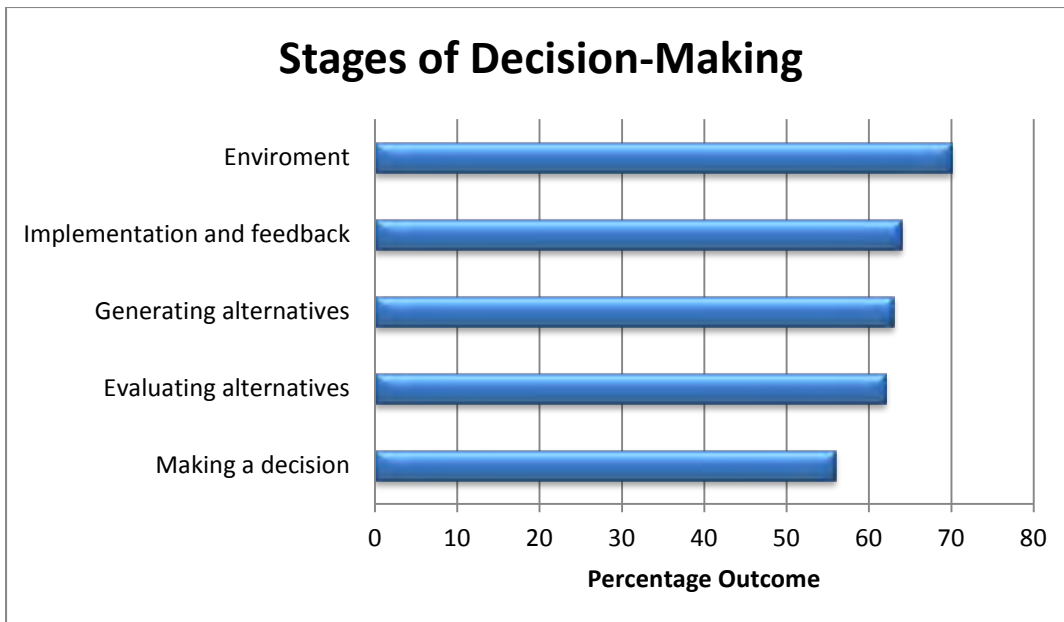 Stages of Decision-Making
Enviroment
Implementation and feedback
Generating alternatives
Evaluating alternatives
Making a decision
0 10 20 30 40 50 60 70 80
Percentage Outcome